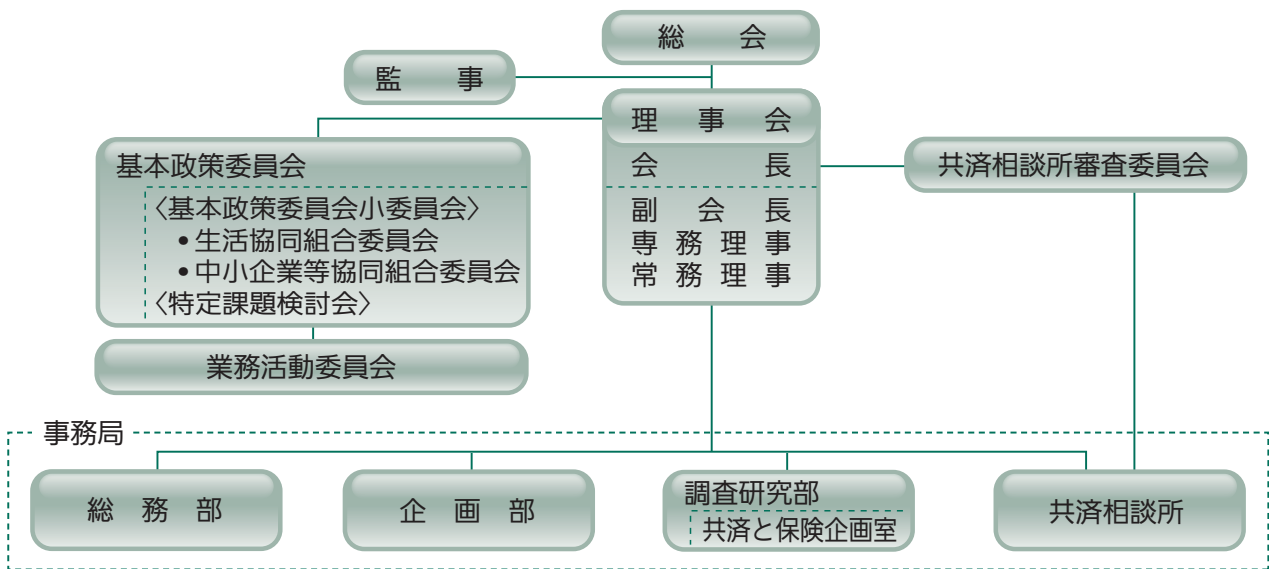 総会
監事
理事会
会長
副会長
専務理事
常務理事
基本政策委員会
〈基本政策委員会小委員会〉
•生活協同組合委員会
•中小企業等協同組合委員会
〈特定課題検討会〉
業務活動委員会
共済相談所審査委員会
事務局
総務部
企画部
調査研究部
共済と保険企画室
共済相談所